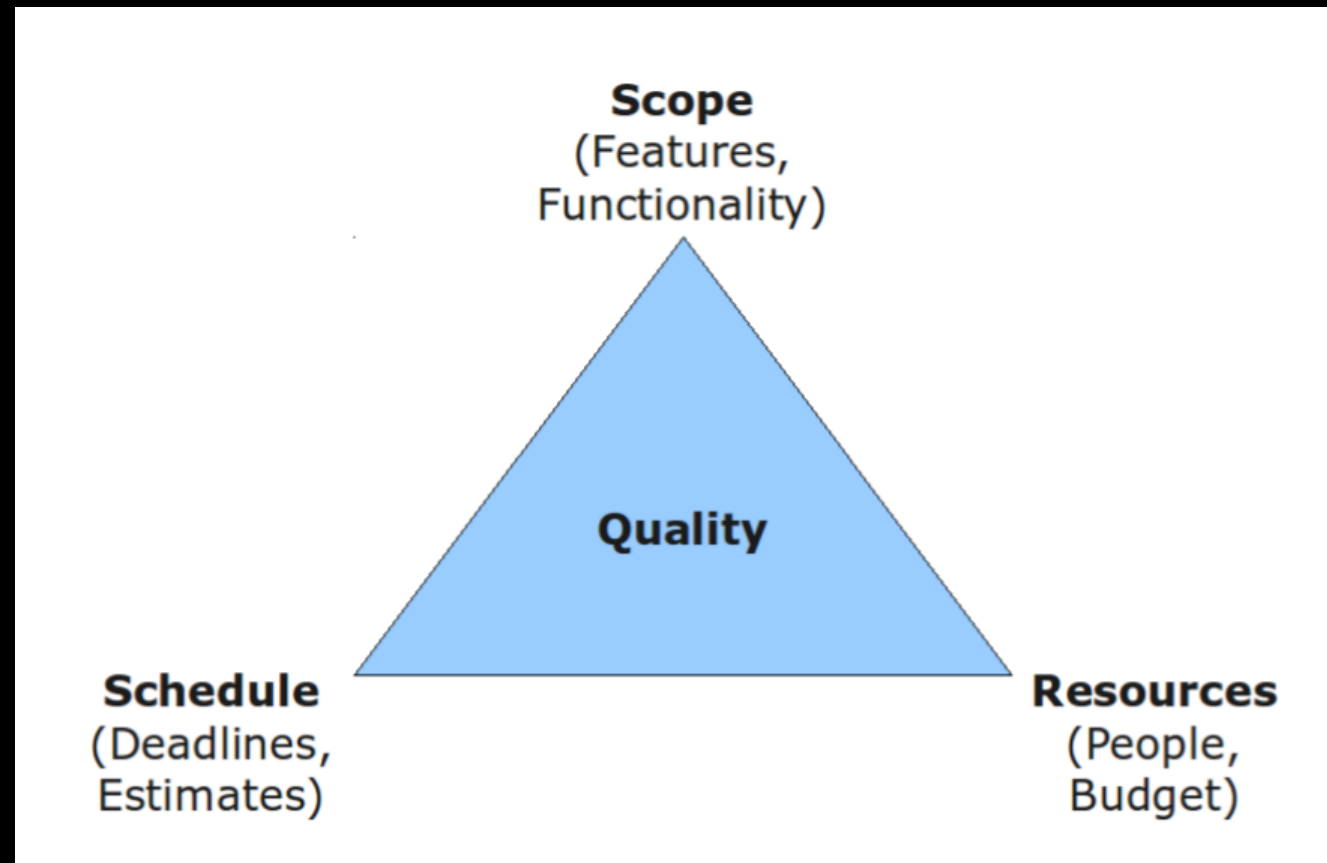 Scope
(Features,
Functionality)
Quality
Schedule
(Deadlines,
Estimates)
Resources
(People,
Budget)